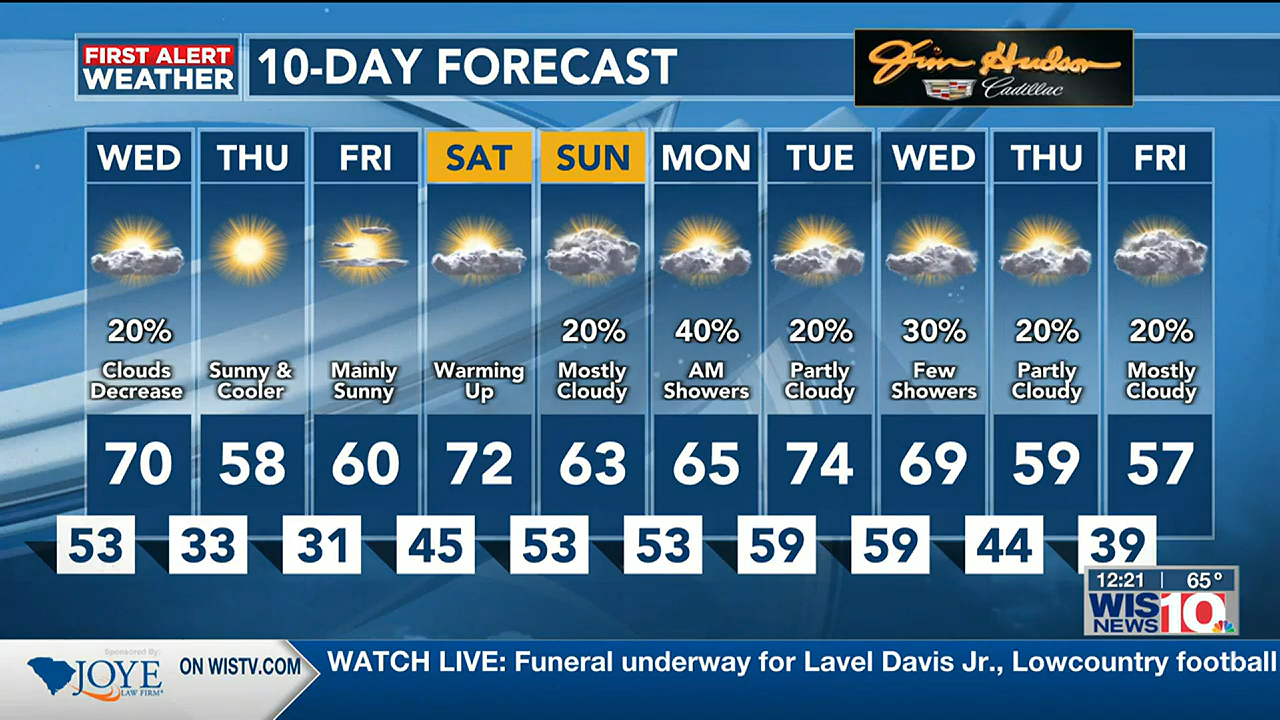 FIRST ALERT
WEATHER
10-DAY FORECAST
Jim Hudson
Cadillac
WED THU FRI SAT SUN MON TUE WED THU FRI
20% 20% 40% 20% 30% 20% 20%
Clouds Sunny & Mainly Warming Mostly AM Partly Few Partly Mostly
Decrease Cooler Sunny Up Cloudy Showers Cloudy Showers Cloudy Cloudy
70 58 60 72 63 65 74 69 59 57
53 33 31 45 53 53 59 59 44 39
12:21 | 65°
WIS
NEWS
10
Sponsored By:
JOYE
LAW FIRM®
ON WISTV.COM
WATCH LIVE: Funeral underway for Lavel Davis Jr., Lowcountry football